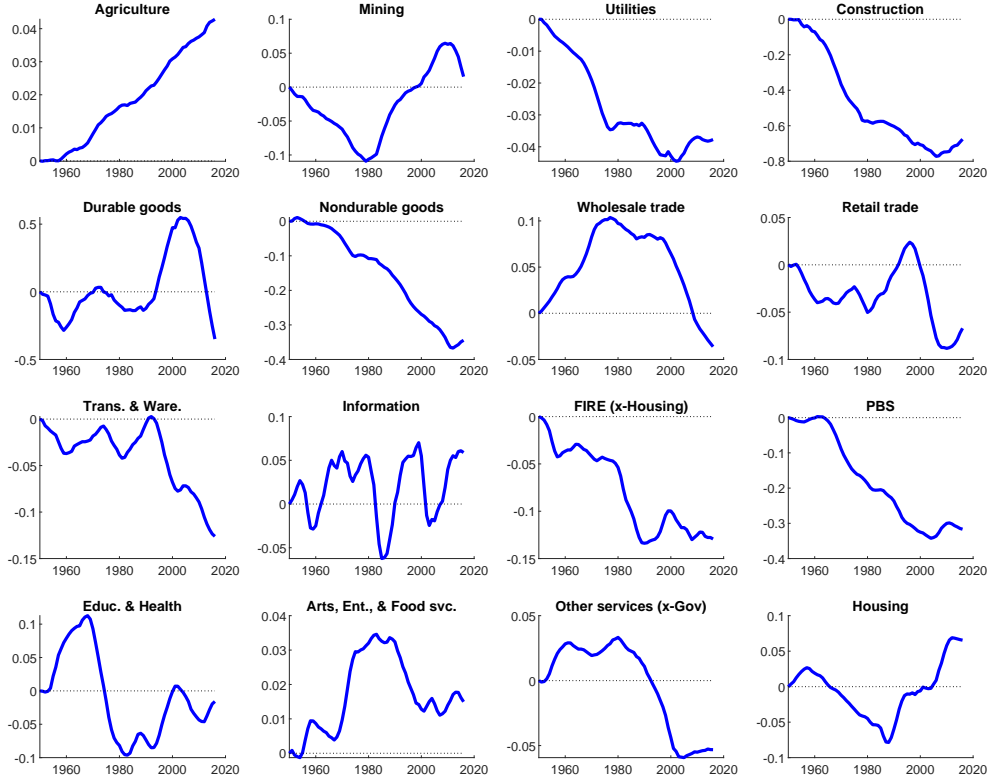 Agriculture
0.04
0.03
0.02
0.01
0
1960 1980 2000 2020
Mining
0.1
0.05
0
-0.05
-0.1
1960 1980 2000 2020
Utilities
0
-0.01
-0.02
-0.03
-0.04
1960 1980 2000 2020
Construction
0
-0.2
-0.4
-0.6
-0.8
1960 1980 2000 2020
Durable goods
0.5
0
-0.5
1960 1980 2000 2020
Nondurable goods
0
-0.1
-0.2
-0.3
-0.4
1960 1980 2000 2020
Wholesale trade
0.1
0.05
0
-0.05
1960 1980 2000 2020
Retail trade
0.05
0
-0.05
-0.1
1960 1980 2000 2020
Trans. & Ware.
0
-0.05
-0.1
-0.15
1960 1980 2000 2020
Information
0.1
0.05
0
-0.05
1960 1980 2000 2020
FIRE (x-Housing)
0
-0.05
-0.1
-0.15
1960 1980 2000 2020
PBS
0
-0.1
-0.2
-0.3
-0.4
1960 1980 2000 2020
Educ. & Health
0.1
0.05
0
-0.05
-0.1
1960 1980 2000 2020
Arts, Ent., & Food svc.
0.04
0.03
0.02
0.01
0
1960 1980 2000 2020
Other services (x-Gov)
0.05
0
-0.05
1960 1980 2000 2020
Housing
0.1
0.05
0
-0.05
-0.1
1960 1980 2000 2020